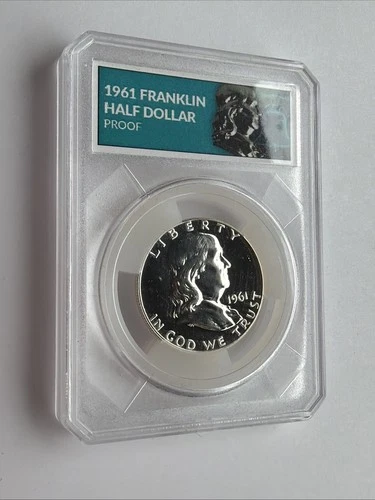 1961 FRANKLIN
HALF DOLLAR
PROOF
LIBERTY
1961
IN GOD WE TRUST